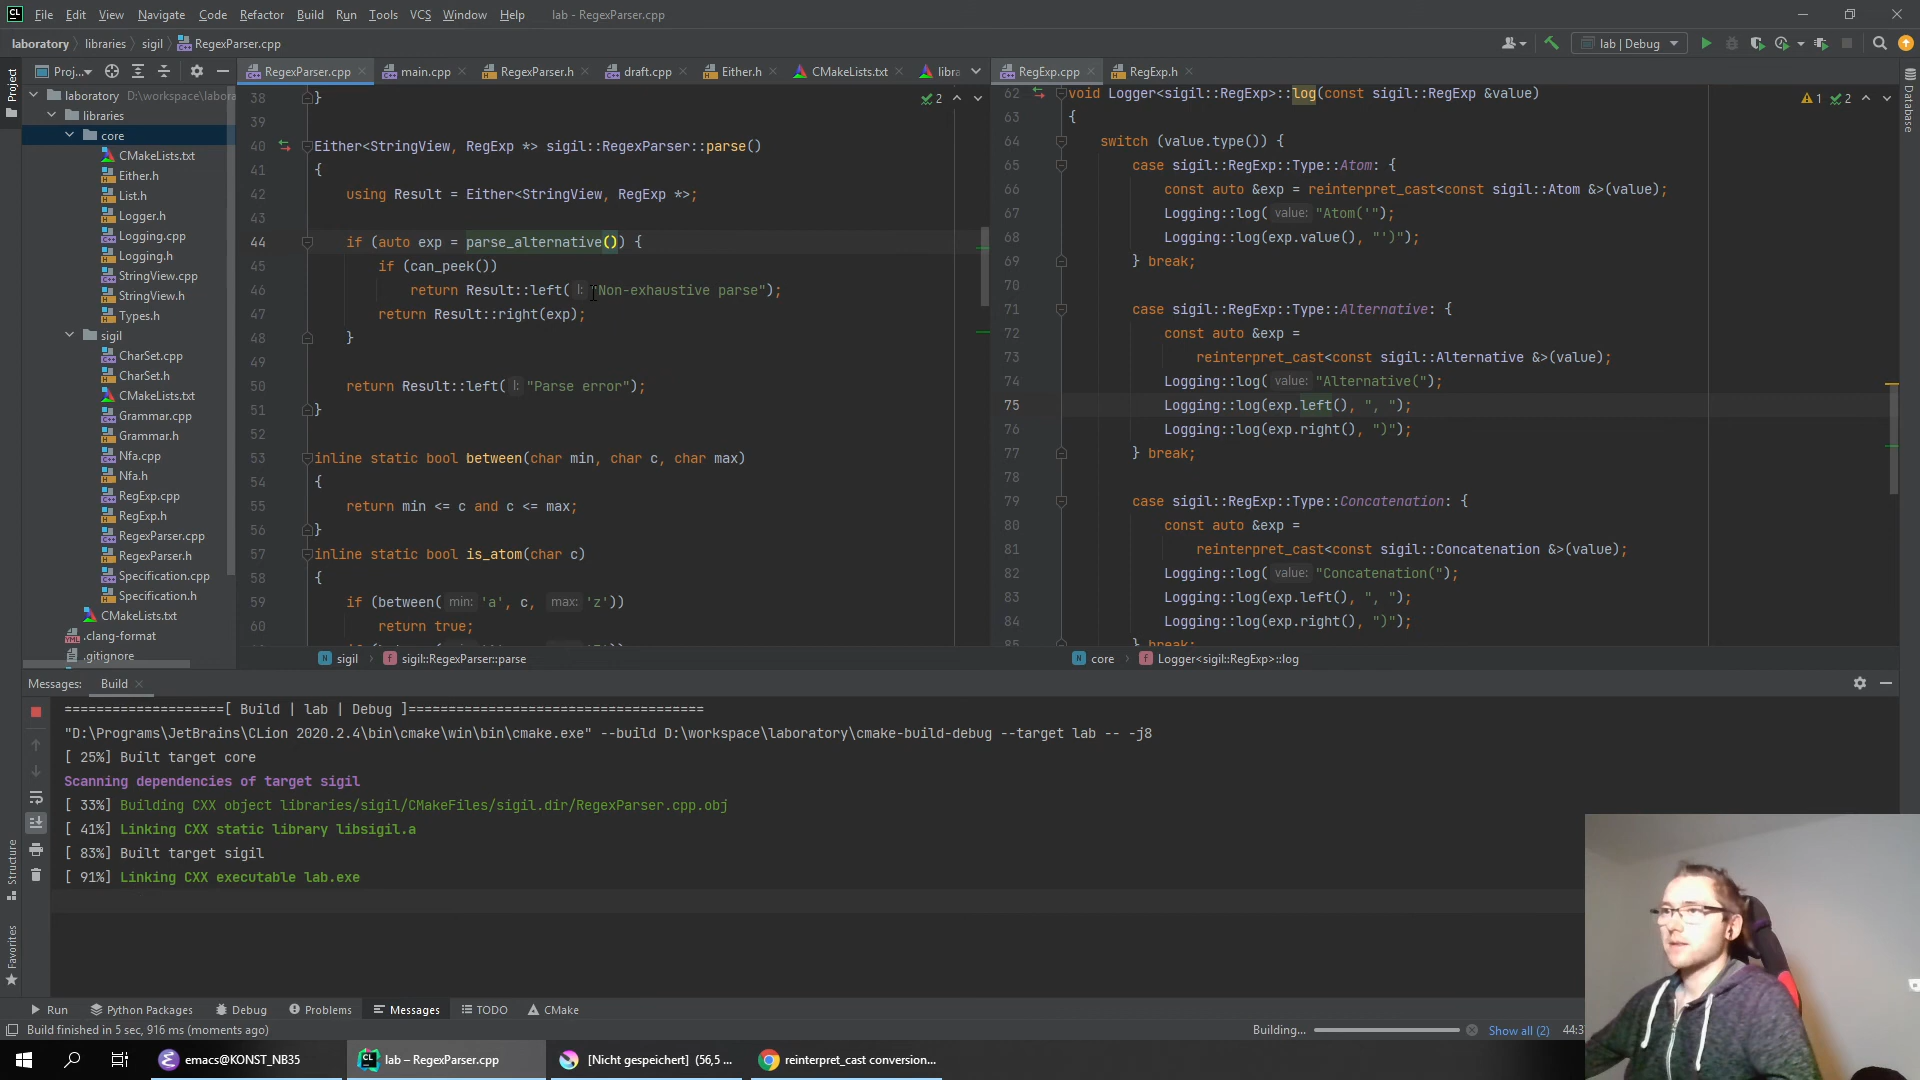 File Edit View Navigate Code Refactor Build Run Tools VCS Window Help lab - RegexParser.cpp
laboratory libraries sigil RegexParser.cpp
lab | Debug
Project
Proj...
RegexParser.cpp main.cpp RegexParser.h draft.cpp Either.h CMakeLists.txt libra
RegExp.cpp RegExp.h
Database
laboratory D:\workspace\labora
libraries
core
CMakeLists.txt
Either.h
List.h
Logger.h
Logging.cpp
Logging.h
StringView.cpp
StringView.h
Types.h
sigil
CharSet.cpp
CharSet.h
CMakeLists.txt
Grammar.cpp
Grammar.h
Nfa.cpp
Nfa.h
RegExp.cpp
RegExp.h
RegexParser.cpp
RegexParser.h
Specification.cpp
Specification.h
CMakeLists.txt
.clang-format
.gitignore
2
38 }
39
40 Either<StringView, RegExp *> sigil::RegexParser::parse()
41 {
42 using Result = Either<StringView, RegExp *>;
43
44 if (auto exp = parse_alternative()) {
45 if (can_peek())
46 return Result::left( l: "Non-exhaustive parse");
47 return Result::right(exp);
48 }
49
50 return Result::left( l: "Parse error");
51 }
52
53 inline static bool between(char min, char c, char max)
54 {
55 return min <= c and c <= max;
56 }
57 inline static bool is_atom(char c)
58 {
59 if (between( min: 'a', c, max: 'z'))
60 return true;
sigil sigil::RegexParser::parse
1 2
62 void Logger<sigil::RegExp>::log(const sigil::RegExp &value)
63 {
64 switch (value.type()) {
65 case sigil::RegExp::Type::Atom: {
66 const auto &exp = reinterpret_cast<const sigil::Atom &>(value);
67 Logging::log( value: "Atom('");
68 Logging::log(exp.value(), "')");
69 } break;
70
71 case sigil::RegExp::Type::Alternative: {
72 const auto &exp =
73 reinterpret_cast<const sigil::Alternative &>(value);
74 Logging::log( value: "Alternative(");
75 Logging::log(exp.left(), ", ");
76 Logging::log(exp.right(), ")");
77 } break;
78
79 case sigil::RegExp::Type::Concatenation: {
80 const auto &exp =
81 reinterpret_cast<const sigil::Concatenation &>(value);
82 Logging::log( value: "Concatenation(");
83 Logging::log(exp.left(), ", ");
84 Logging::log(exp.right(), ")");
85 } break;
core Logger<sigil::RegExp>::log
Messages: Build
====================[ Build | lab | Debug ]=====================================
"D:\Programs\JetBrains\CLion 2020.2.4\bin\cmake\win\bin\cmake.exe" --build D:\workspace\laboratory\cmake-build-debug --target lab -- -j8
[ 25%] Built target core
Scanning dependencies of target sigil
[ 33%] Building CXX object libraries/sigil/CMakeFiles/sigil.dir/RegexParser.cpp.obj
[ 41%] Linking CXX static library libsigil.a
[ 83%] Built target sigil
[ 91%] Linking CXX executable lab.exe
Structure
Favorites
Run Python Packages Debug Problems Messages TODO CMake
Build finished in 5 sec, 916 ms (moments ago)
Building... Show all (2) 44:3
emacs@KONST_NB35 lab – RegexParser.cpp [Nicht gespeichert] (56,5 ... reinterpret_cast conversion...